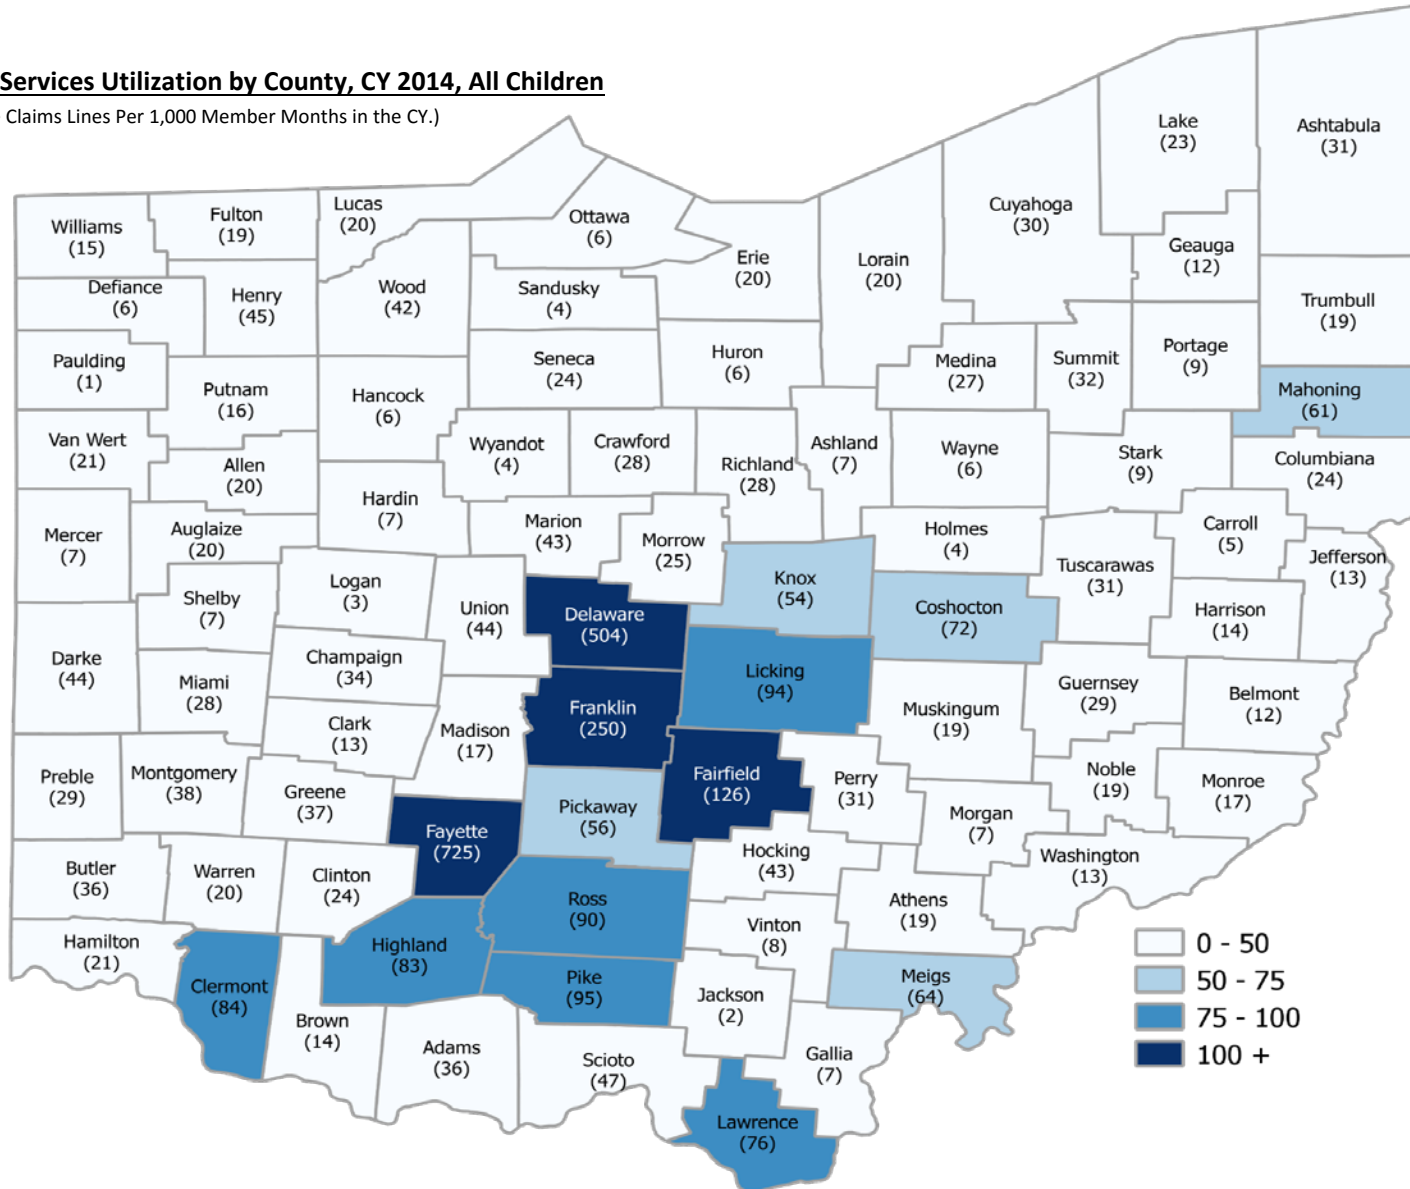 Services Utilization by County, CY 2014, All Children
Claims Lines Per 1,000 Member Months in the CY.)
Williams
(15)
Fulton
(19)
Lucas
(20)
Ottawa
(6)
Erie
(20)
Lorain
(20)
Cuyahoga
(30)
Lake
(23)
Ashtabula
(31)
Geauga
(12)
Trumbull
(19)
Defiance
(6)
Henry
(45)
Wood
(42)
Sandusky
(4)
Paulding
(1)
Putnam
(16)
Hancock
(6)
Seneca
(24)
Huron
(6)
Medina
(27)
Summit
(32)
Portage
(9)
Mahoning
(61)
Van Wert
(21)
Allen
(20)
Wyandot
(4)
Crawford
(28)
Richland
(28)
Ashland
(7)
Wayne
(6)
Stark
(9)
Columbiana
(24)
Mercer
(7)
Auglaize
(20)
Hardin
(7)
Marion
(43)
Morrow
(25)
Holmes
(4)
Carroll
(5)
Jefferson
(13)
Shelby
(7)
Logan
(3)
Union
(44)
Delaware
(504)
Knox
(54)
Coshocton
(72)
Tuscarawas
(31)
Harrison
(14)
Darke
(44)
Miami
(28)
Champaign
(34)
Clark
(13)
Madison
(17)
Franklin
(250)
Licking
(94)
Muskingum
(19)
Guernsey
(29)
Belmont
(12)
Preble
(29)
Montgomery
(38)
Greene
(37)
Fayette
(725)
Pickaway
(56)
Fairfield
(126)
Perry
(31)
Morgan
(7)
Noble
(19)
Monroe
(17)
Butler
(36)
Warren
(20)
Clinton
(24)
Ross
(90)
Hocking
(43)
Athens
(19)
Washington
(13)
Hamilton
(21)
Clermont
(84)
Highland
(83)
Pike
(95)
Vinton
(8)
Meigs
(64)
Brown
(14)
Adams
(36)
Scioto
(47)
Jackson
(2)
Gallia
(7)
Lawrence
(76)
0 - 50
50 - 75
75 - 100
100 +